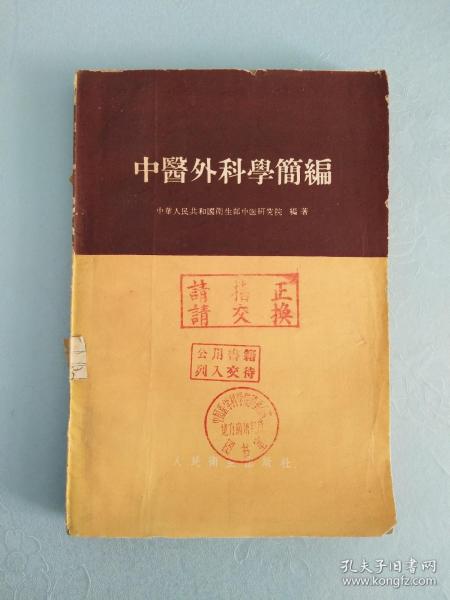 中醫外科學簡編
中華人民共和國衛生部中医研究院 編著
請指正
請交換
公用書籍
列入交待
人民衛生出版社
孔夫子旧书网
www.kongfz.com